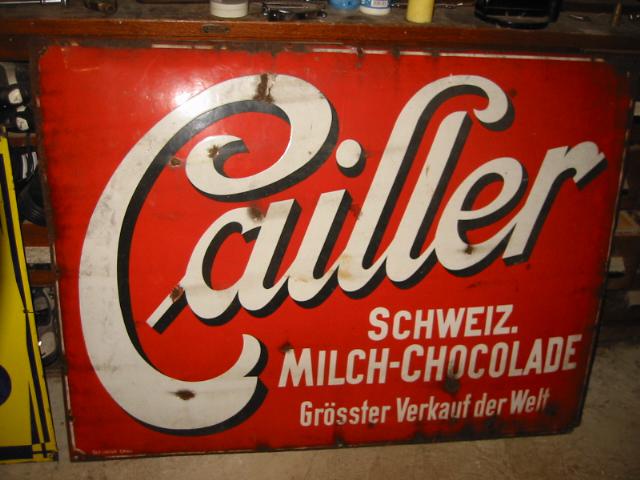 Cailler
SCHWEIZ.
MILCH-CHOCOLADE
Grösster Verkauf der Welt